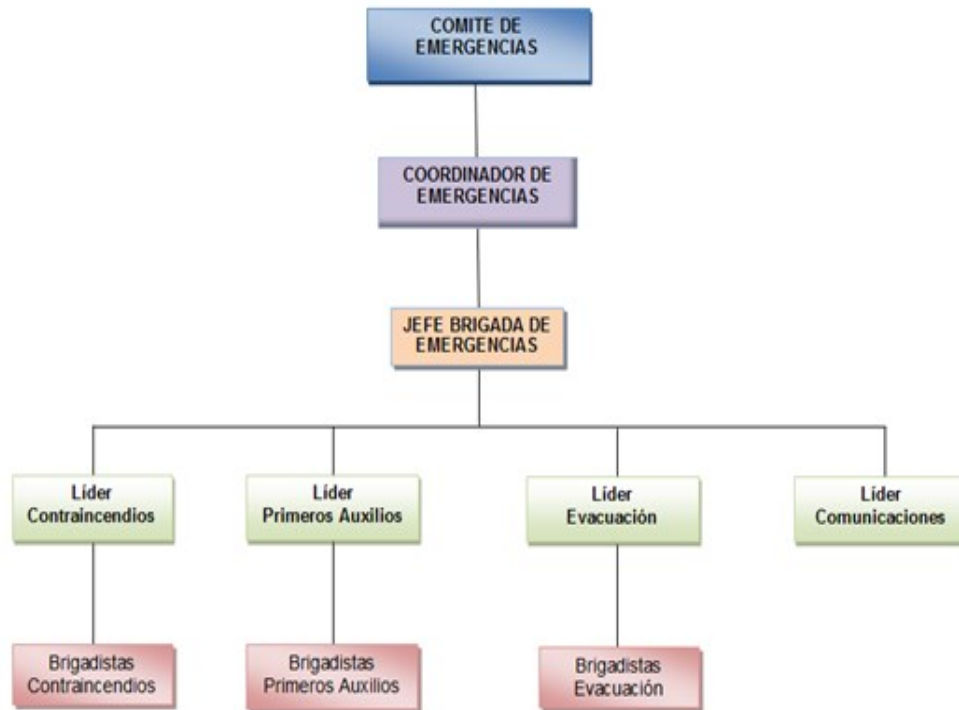 COMITE DE
EMERGENCIAS
COORDINADOR DE
EMERGENCIAS
JEFE BRIGADA DE
EMERGENCIAS
Líder
Contraincendios
Líder
Primeros Auxilios
Líder
Evacuación
Líder
Comunicaciones
Brigadistas
Contraincendios
Brigadistas
Primeros Auxilios
Brigadistas
Evacuación